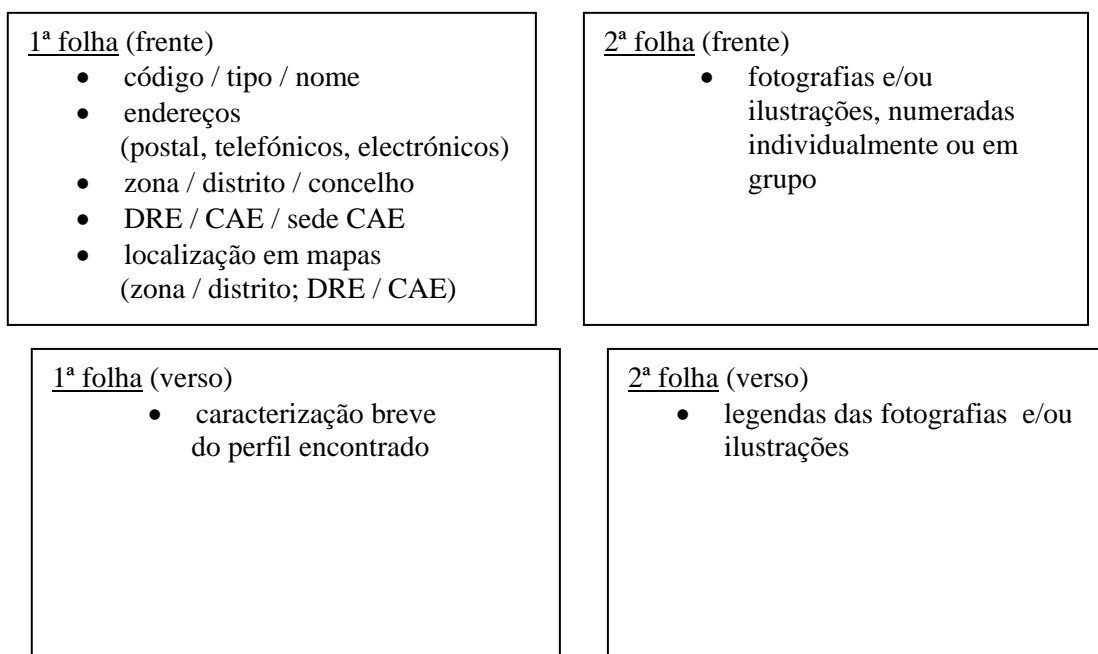 1ª folha (frente)
• código / tipo / nome
• endereços
(postal, telefónicos, electrónicos)
• zona / distrito / concelho
• DRE / CAE / sede CAE
• localização em mapas
(zona / distrito; DRE / CAE)
2ª folha (frente)
• fotografias e/ou
ilustrações, numeradas
individualmente ou em
grupo
1ª folha (verso)
• caracterização breve
do perfil encontrado
2ª folha (verso)
• legendas das fotografias e/ou
ilustrações